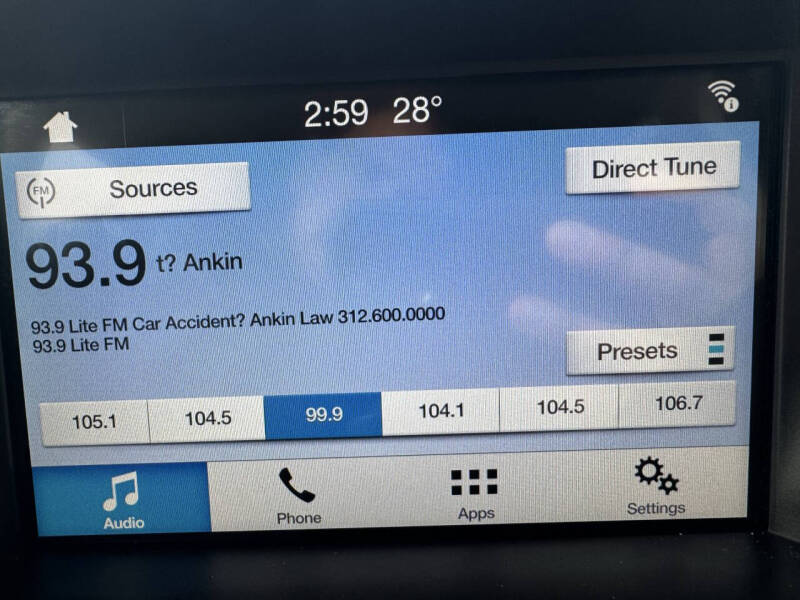 2:59 28°
FM Sources
Direct Tune
93.9 t? Ankin
93.9 Lite FM Car Accident? Ankin Law 312.600.0000
93.9 Lite FM
Presets
105.1 104.5 99.9 104.1 104.5 106.7
Audio Phone Apps Settings